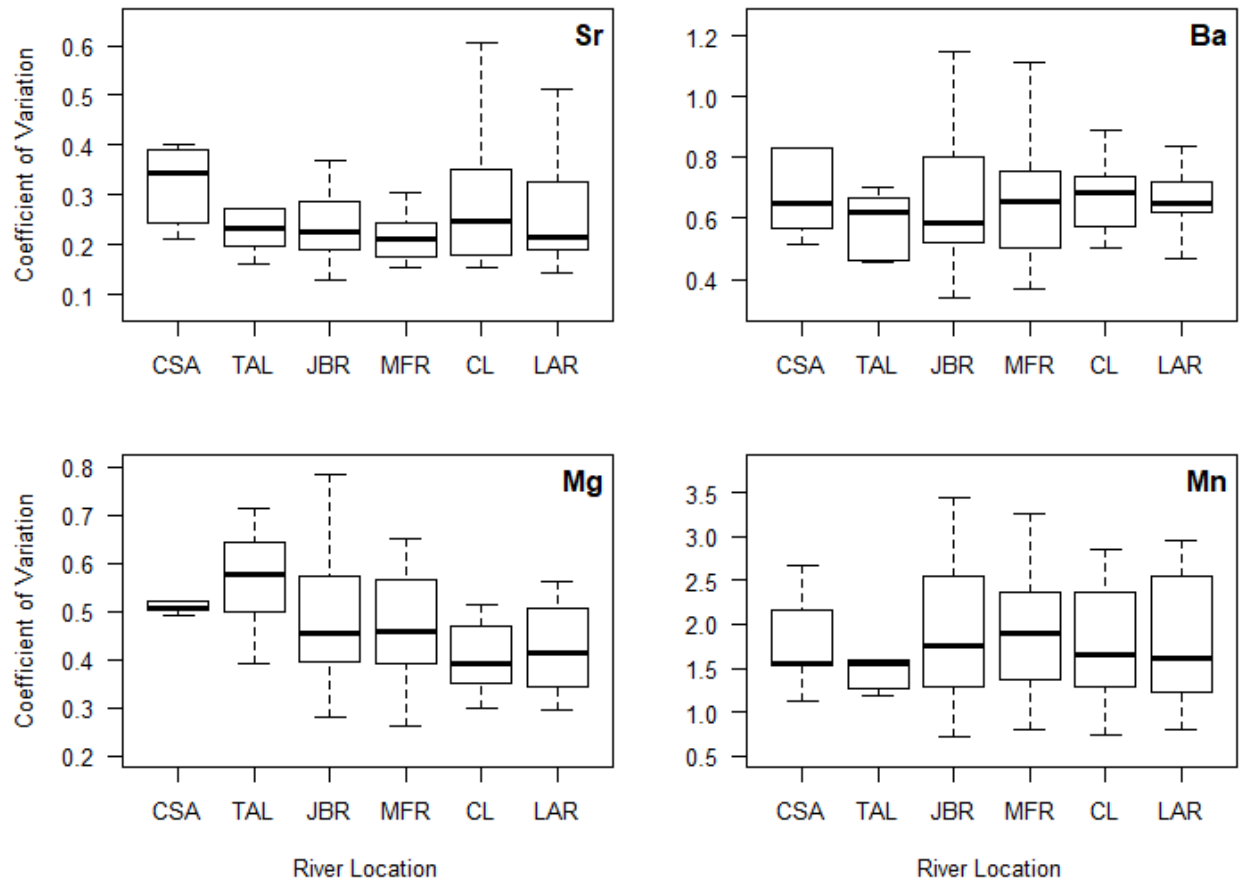 Sr
Coefficient of Variation
0.6
0.5
0.4
0.3
0.2
0.1
CSA TAL JBR MFR CL LAR
Ba
1.2
1.0
0.8
0.6
0.4
CSA TAL JBR MFR CL LAR
Mg
Coefficient of Variation
0.8
0.7
0.6
0.5
0.4
0.3
0.2
CSA TAL JBR MFR CL LAR
River Location
Mn
3.5
3.0
2.5
2.0
1.5
1.0
0.5
CSA TAL JBR MFR CL LAR
River Location